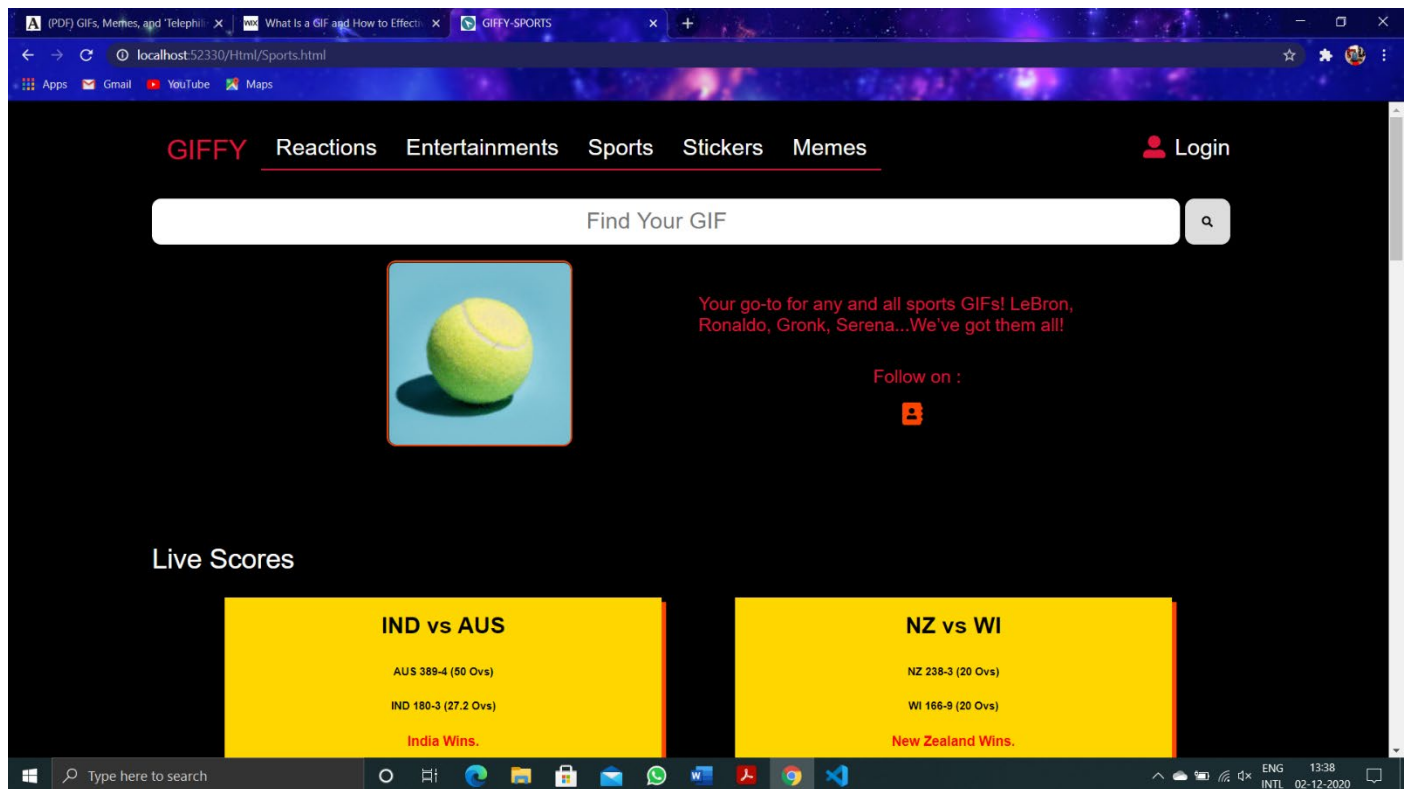 (PDF) GIFs, Memes, and 'Telephil
WIX What Is a GIF and How to Effecti
GIFFY-SPORTS
localhost:52330/Html/Sports.html
Apps Gmail YouTube Maps
GIFFY Reactions Entertainments Sports Stickers Memes Login
Find Your GIF
Your go-to for any and all sports GIFs! LeBron,
Ronaldo, Gronk, Serena...We've got them all!
Follow on :
Live Scores
IND vs AUS
AUS 389-4 (50 Ovs)
IND 180-3 (27.2 Ovs)
India Wins.
NZ vs WI
NZ 238-3 (20 Ovs)
WI 166-9 (20 Ovs)
New Zealand Wins.
Type here to search
ENG
INTL
13:38
02-12-2020